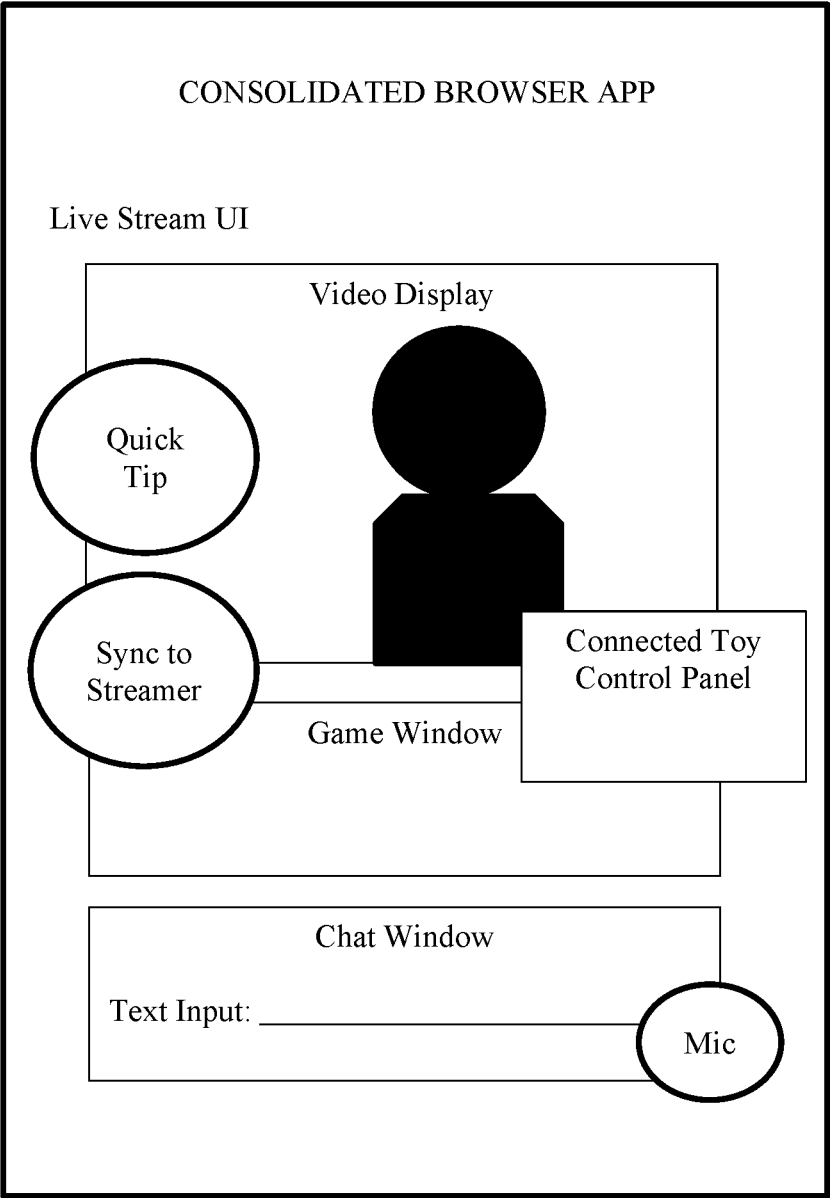 CONSOLIDATED BROWSER APP
Live Stream UI
Video Display
Quick
Tip
Sync to
Streamer
Connected Toy
Control Panel
Game Window
Chat Window
Text Input:
Mic